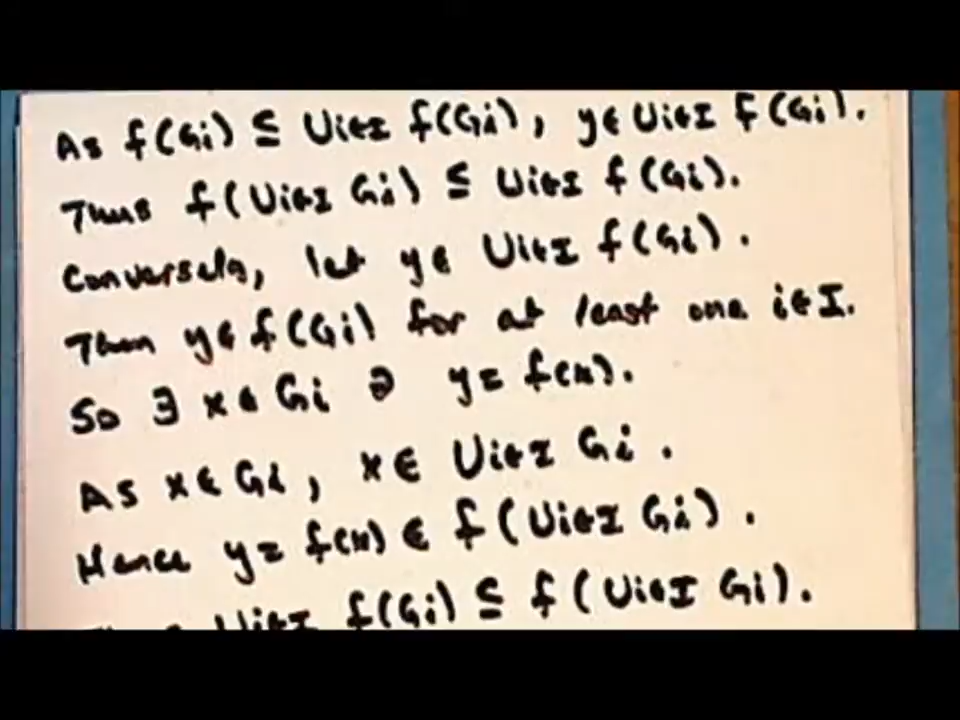 As f(Gi) ⊆ ∪i∈I f(Gi), y∈ ∪i∈I f(Gi).
Thus f(∪i∈I Gi) ⊆ ∪i∈I f(Gi).
Conversely, let y∈ ∪i∈I f(Gi).
Then y∈ f(Gi) for at least one i∈I.
So ∃ x∈ Gi ∋ y= f(x).
As x∈ Gi, x∈ ∪i∈I Gi.
Hence y= f(x) ∈ f(∪i∈I Gi).
∪i∈I f(Gi) ⊆ f(∪i∈I Gi).